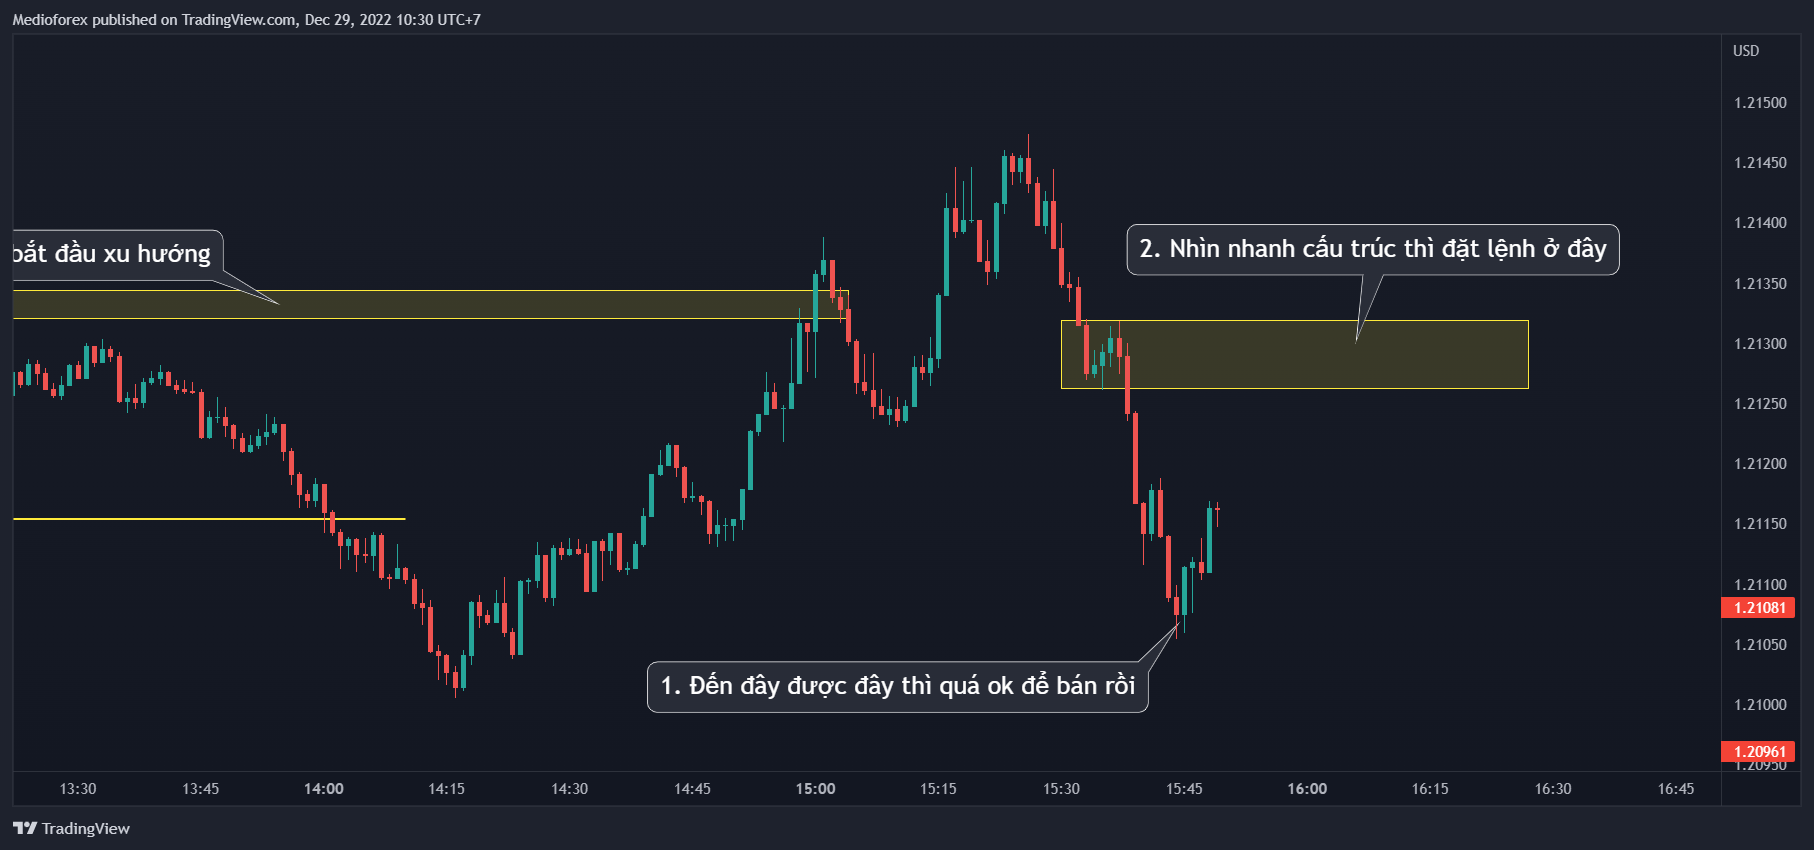 Medioforex published on TradingView.com, Dec 29, 2022 10:30 UTC+7
USD
1.21500
1.21450
1.21400
bắt đầu xu hướng
2. Nhìn nhanh cấu trúc thì đặt lệnh ở đây
1.21350
1.21300
1.21250
1.21200
1.21150
1.21100
1.21081
1.21050
1. Đến đây được đây thì quá ok để bán rồi
1.21000
1.20961
1.20950
13:30 13:45 14:00 14:15 14:30 14:45 15:00 15:15 15:30 15:45 16:00 16:15 16:30 16:45
TradingView